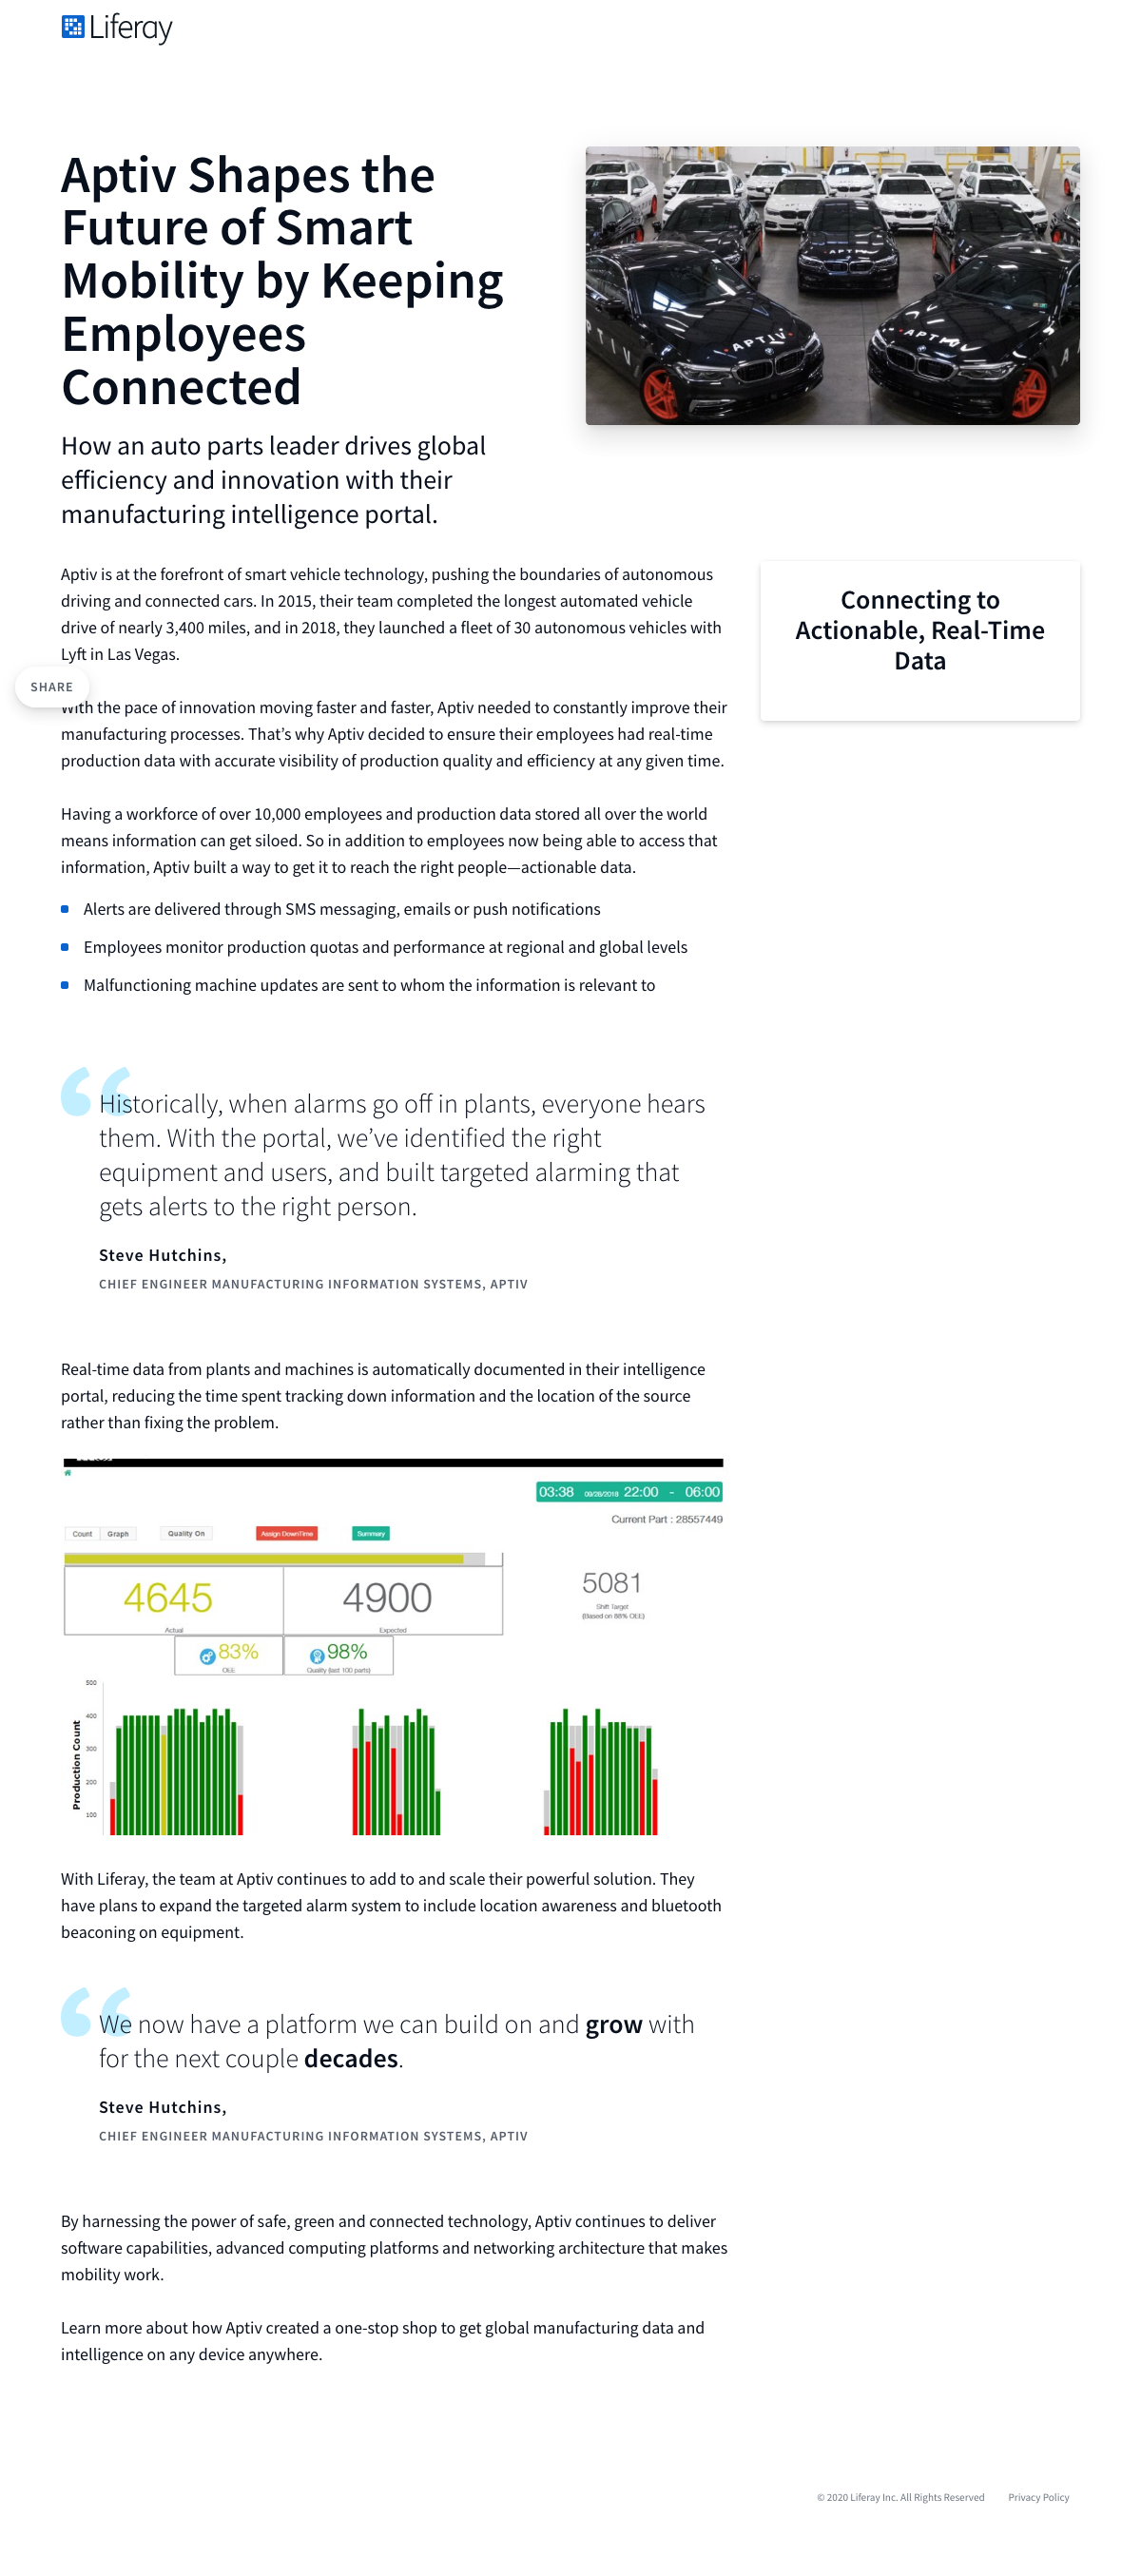 Liferay
Aptiv Shapes the
Future of Smart
Mobility by Keeping
Employees
Connected
How an auto parts leader drives global
efficiency and innovation with their
manufacturing intelligence portal.
APTIV
APTIV
APTIV
Aptiv is at the forefront of smart vehicle technology, pushing the boundaries of autonomous
driving and connected cars. In 2015, their team completed the longest automated vehicle
drive of nearly 3,400 miles, and in 2018, they launched a fleet of 30 autonomous vehicles with
Lyft in Las Vegas.
SHARE
With the pace of innovation moving faster and faster, Aptiv needed to constantly improve their
manufacturing processes. That’s why Aptiv decided to ensure their employees had real-time
production data with accurate visibility of production quality and efficiency at any given time.
Having a workforce of over 10,000 employees and production data stored all over the world
means information can get siloed. So in addition to employees now being able to access that
information, Aptiv built a way to get it to reach the right people—actionable data.
Alerts are delivered through SMS messaging, emails or push notifications
Employees monitor production quotas and performance at regional and global levels
Malfunctioning machine updates are sent to whom the information is relevant to
Connecting to
Actionable, Real-Time
Data
“
Historically, when alarms go off in plants, everyone hears
them. With the portal, we’ve identified the right
equipment and users, and built targeted alarming that
gets alerts to the right person.
Steve Hutchins,
CHIEF ENGINEER MANUFACTURING INFORMATION SYSTEMS, APTIV
Real-time data from plants and machines is automatically documented in their intelligence
portal, reducing the time spent tracking down information and the location of the source
rather than fixing the problem.
03:38 09/28/2018 22:00 - 06:00
Current Part : 28557449
Count Graph Quality On Assign DownTime Summary
4645 4900 5081
Actual Expected Shift Target
(Based on 88% OEE)
83% 98%
OEE Quality (last 100 parts)
Production Count
500
400
300
200
100
With Liferay, the team at Aptiv continues to add to and scale their powerful solution. They
have plans to expand the targeted alarm system to include location awareness and bluetooth
beaconing on equipment.
“
We now have a platform we can build on and grow with
for the next couple decades.
Steve Hutchins,
CHIEF ENGINEER MANUFACTURING INFORMATION SYSTEMS, APTIV
By harnessing the power of safe, green and connected technology, Aptiv continues to deliver
software capabilities, advanced computing platforms and networking architecture that makes
mobility work.
Learn more about how Aptiv created a one-stop shop to get global manufacturing data and
intelligence on any device anywhere.
© 2020 Liferay Inc. All Rights Reserved Privacy Policy